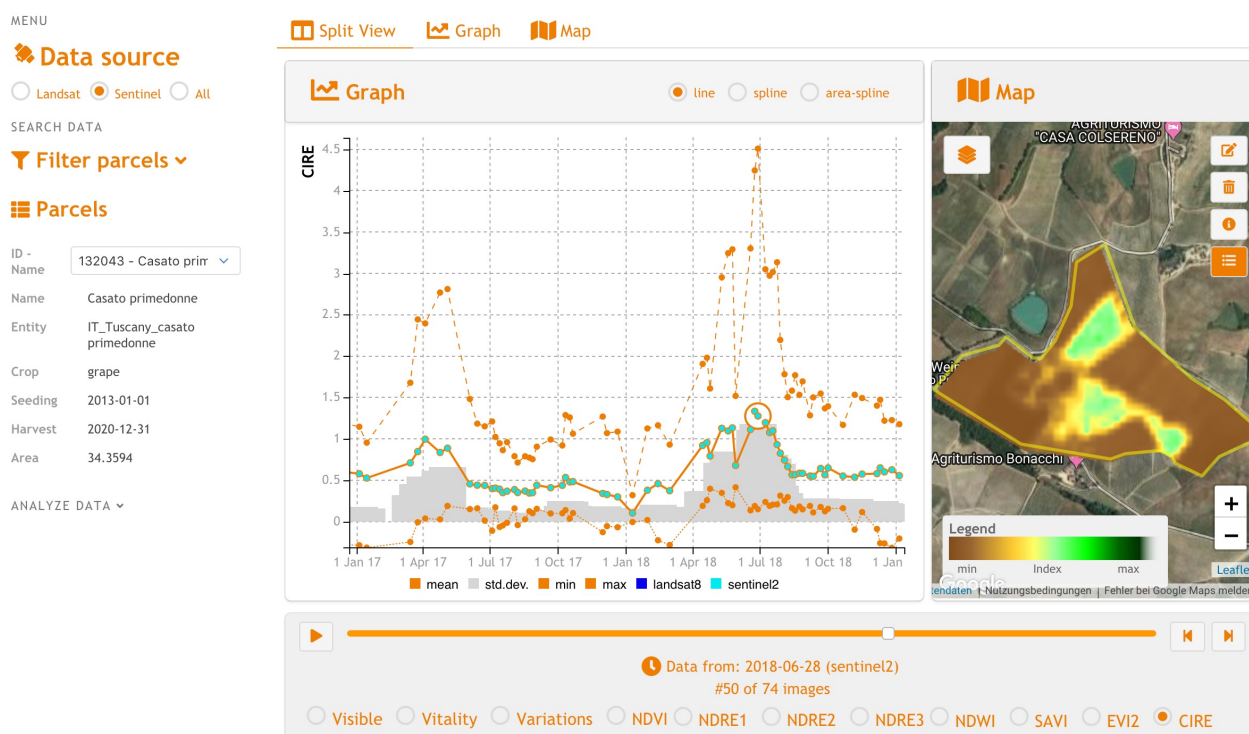 MENU
Data source
Landsat Sentinel All
SEARCH DATA
Filter parcels
Parcels
ID -
Name
132043 - Casato prim
Name Casato primedonne
Entity IT_Tuscany_casato
primedonne
Crop grape
Seeding 2013-01-01
Harvest 2020-12-31
Area 34.3594
ANALYZE DATA
Split View Graph Map
Graph
line spline area-spline
CIRE
4.5
4
3.5
3
2.5
2
1.5
1
0.5
0
1 Jan 17 1 Apr 17 1 Jul 17 1 Oct 17 1 Jan 18 1 Apr 18 1 Jul 18 1 Oct 18 1 Jan
mean std.dev. min max landsat8 sentinel2
Map
AGRITURISMO
"CASA COLSERENO"
Agriturismo Bonacchi
+
−
Legend
min Index max
Google
Leafle
tendaten Nutzungsbedingungen Fehler bei Google Maps melden
Data from: 2018-06-28 (sentinel2)
#50 of 74 images
Visible Vitality Variations NDVI NDRE1 NDRE2 NDRE3 NDWI SAVI EVI2 CIRE